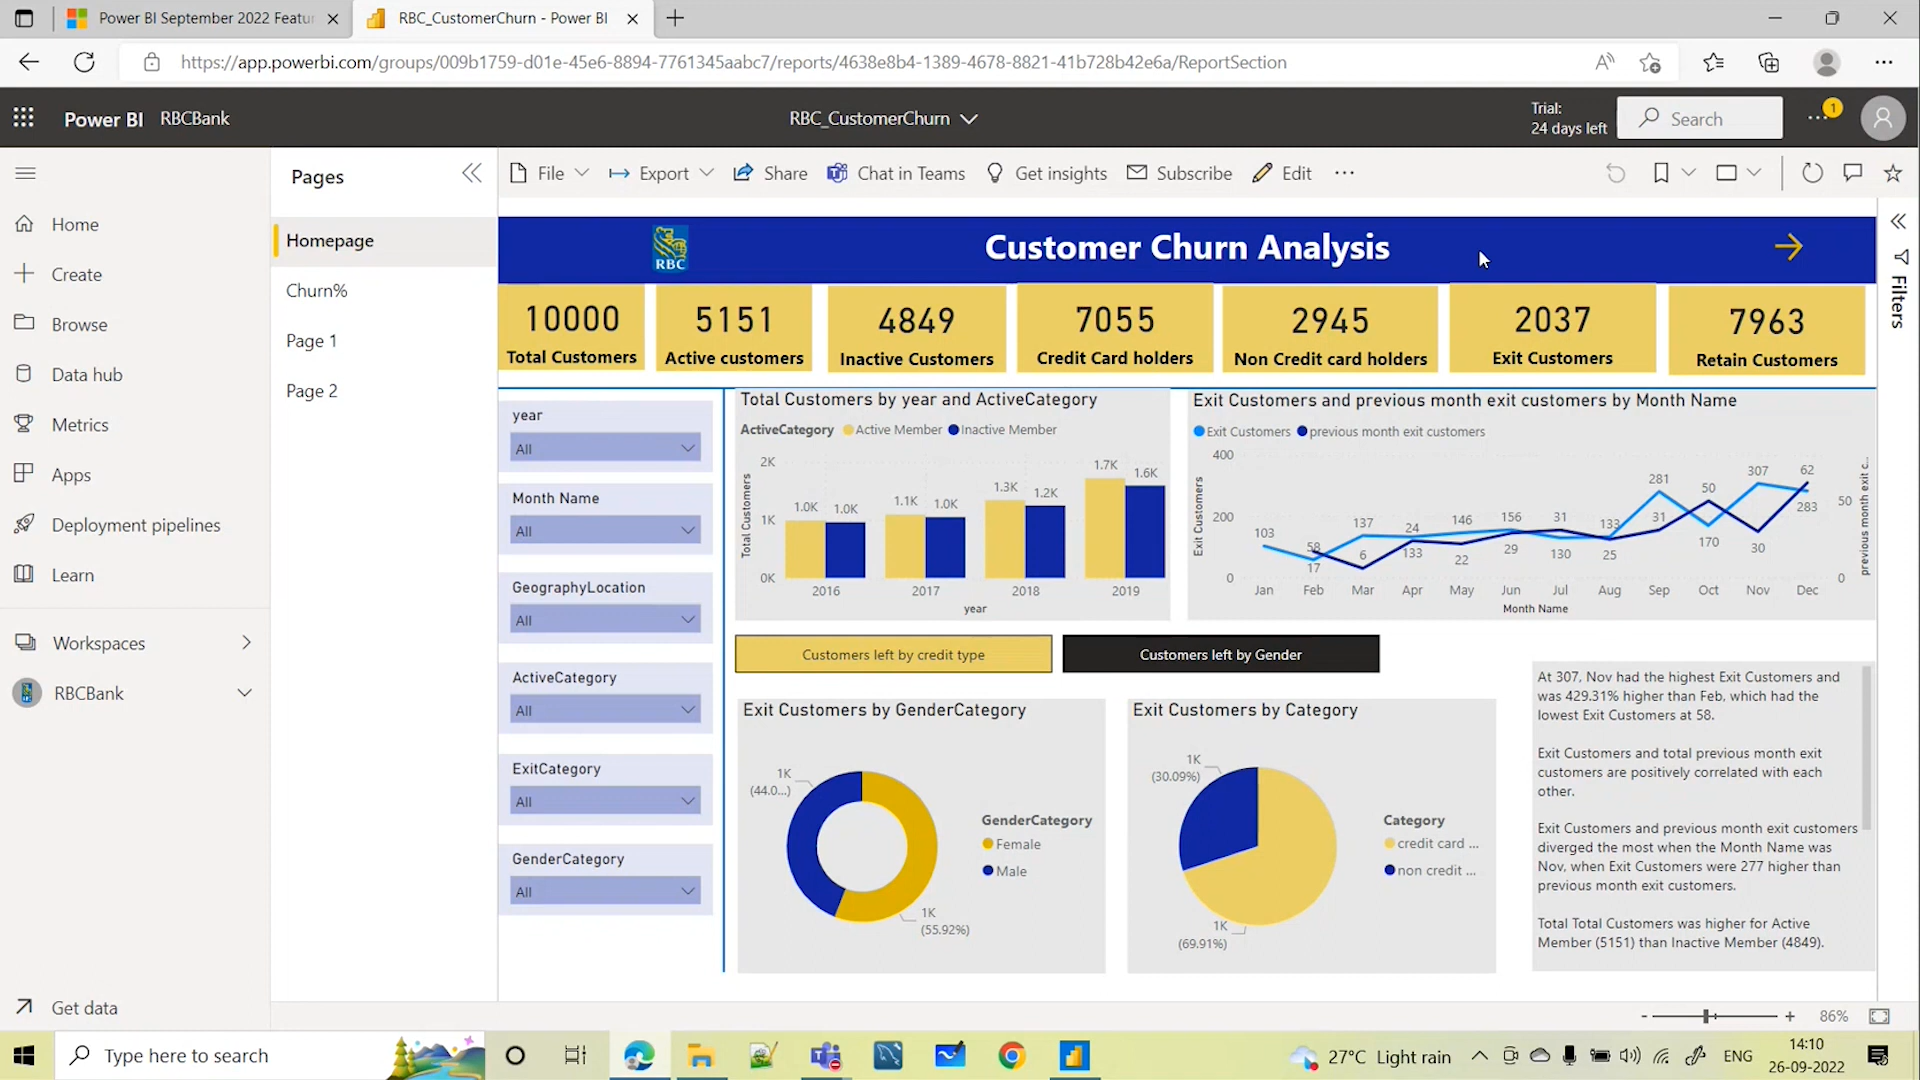 Power BI September 2022 Featu
RBC_CustomerChurn - Power BI
https://app.powerbi.com/groups/009b1759-d01e-45e6-8894-7761345aabc7/reports/4638e8b4-1389-4678-8821-41b728b42e6a/ReportSection
Power BI RBCBank
RBC_CustomerChurn
Trial:
24 days left
Search
1
Pages
File
Export
Share
Chat in Teams
Get insights
Subscribe
Edit
Home
Create
Browse
Data hub
Metrics
Apps
Deployment pipelines
Learn
Workspaces
RBCBank
Get data
Homepage
Churn%
Page 1
Page 2
RBC
Customer Churn Analysis
Filters
10000
Total Customers
5151
Active customers
4849
Inactive Customers
7055
Credit Card holders
2945
Non Credit card holders
2037
Exit Customers
7963
Retain Customers
year
All
Month Name
All
GeographyLocation
All
ActiveCategory
All
ExitCategory
All
GenderCategory
All
Total Customers by year and ActiveCategory
ActiveCategory Active Member Inactive Member
Total Customers
2K
1K
0K
1.0K 1.0K
1.1K 1.0K
1.3K 1.2K
1.7K 1.6K
2016 2017 2018 2019
year
Exit Customers and previous month exit customers by Month Name
Exit Customers previous month exit customers
Exit Customers
400
200
0
103
58
17
137
6
24
133
146
22
156
29
31
130
133
25
281
31
50
170
307
30
62
283
50
0
previous month exit c...
Jan Feb Mar Apr May Jun Jul Aug Sep Oct Nov Dec
Month Name
Customers left by credit type
Customers left by Gender
Exit Customers by GenderCategory
1K
(44.0...)
1K
(55.92%)
GenderCategory
Female
Male
Exit Customers by Category
1K
(30.09%)
1K
(69.91%)
Category
credit card ...
non credit ...
At 307, Nov had the highest Exit Customers and
was 429.31% higher than Feb, which had the
lowest Exit Customers at 58.
Exit Customers and total previous month exit
customers are positively correlated with each
other.
Exit Customers and previous month exit customers
diverged the most when the Month Name was
Nov, when Exit Customers were 277 higher than
previous month exit customers.
Total Total Customers was higher for Active
Member (5151) than Inactive Member (4849).
86%
Type here to search
27°C Light rain
ENG
14:10
26-09-2022